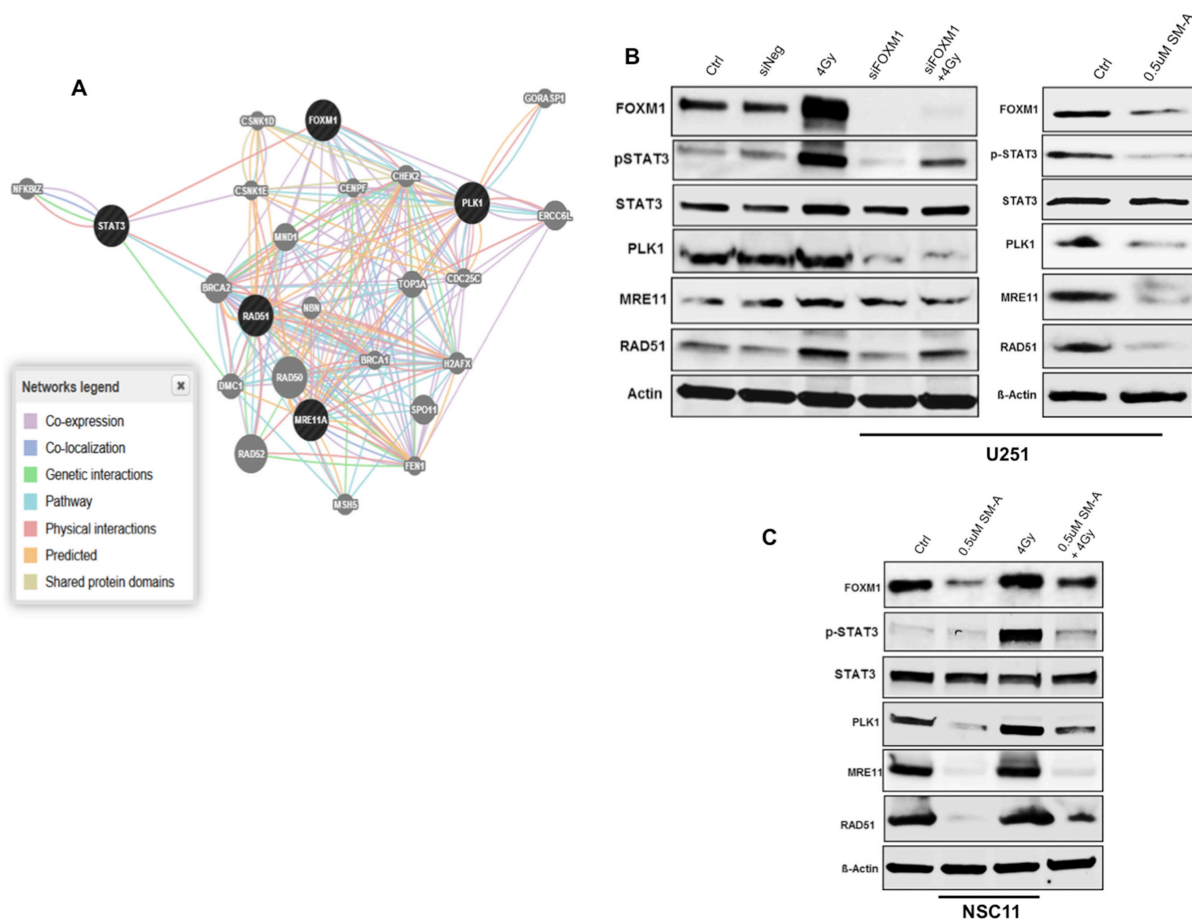 A
GORASP1
CSNK1D
FOXM1
NFKBIZ
CSNK1E
CENPF
CHEK2
STAT3
PLK1
ERCC6L
MND1
BRCA2
TOP3A
CDC25C
RAD51
NBN
BRCA1
H2AFX
DMC1
RAD50
SPO11
MRE11A
RAD52
FEN1
MSH5
Networks legend ×
Co-expression
Co-localization
Genetic interactions
Pathway
Physical interactions
Predicted
Shared protein domains
B
Ctrl siNeg 4Gy siFOXM1 siFOXM1 +4Gy
FOXM1
pSTAT3
STAT3
PLK1
MRE11
RAD51
Actin
Ctrl 0.5uM SM-A
FOXM1
p-STAT3
STAT3
PLK1
MRE11
RAD51
ß-Actin
U251
C
Ctrl 0.5uM SM-A 4Gy 0.5uM SM-A + 4Gy
FOXM1
p-STAT3
STAT3
PLK1
MRE11
RAD51
ß-Actin
NSC11